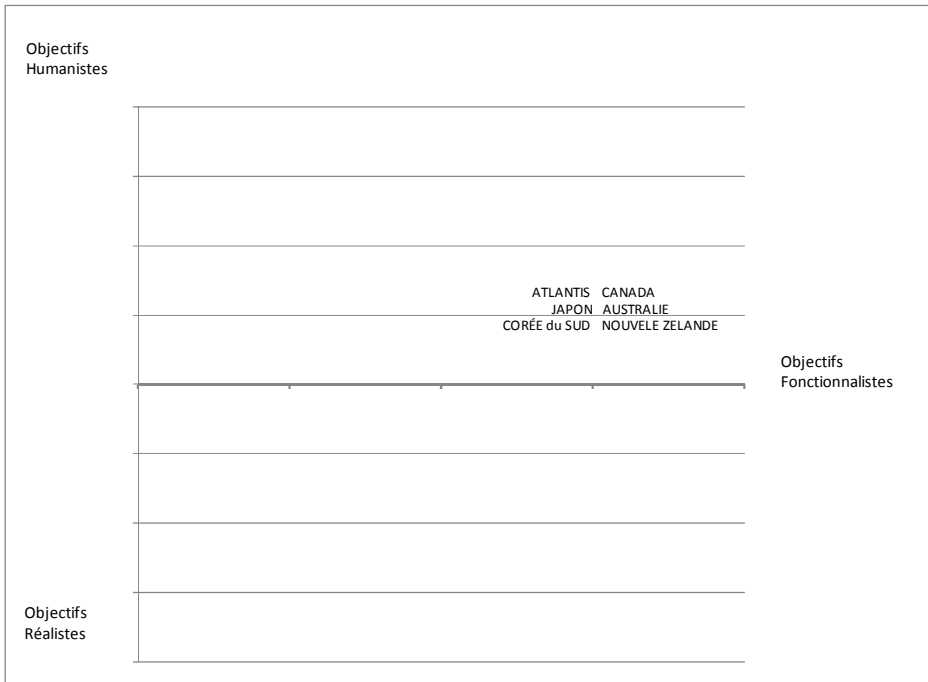 Objectifs
Humanistes
ATLANTIS CANADA
JAPON AUSTRALIE
CORÉE du SUD NOUVELE ZELANDE
Objectifs
Fonctionnalistes
Objectifs
Réalistes